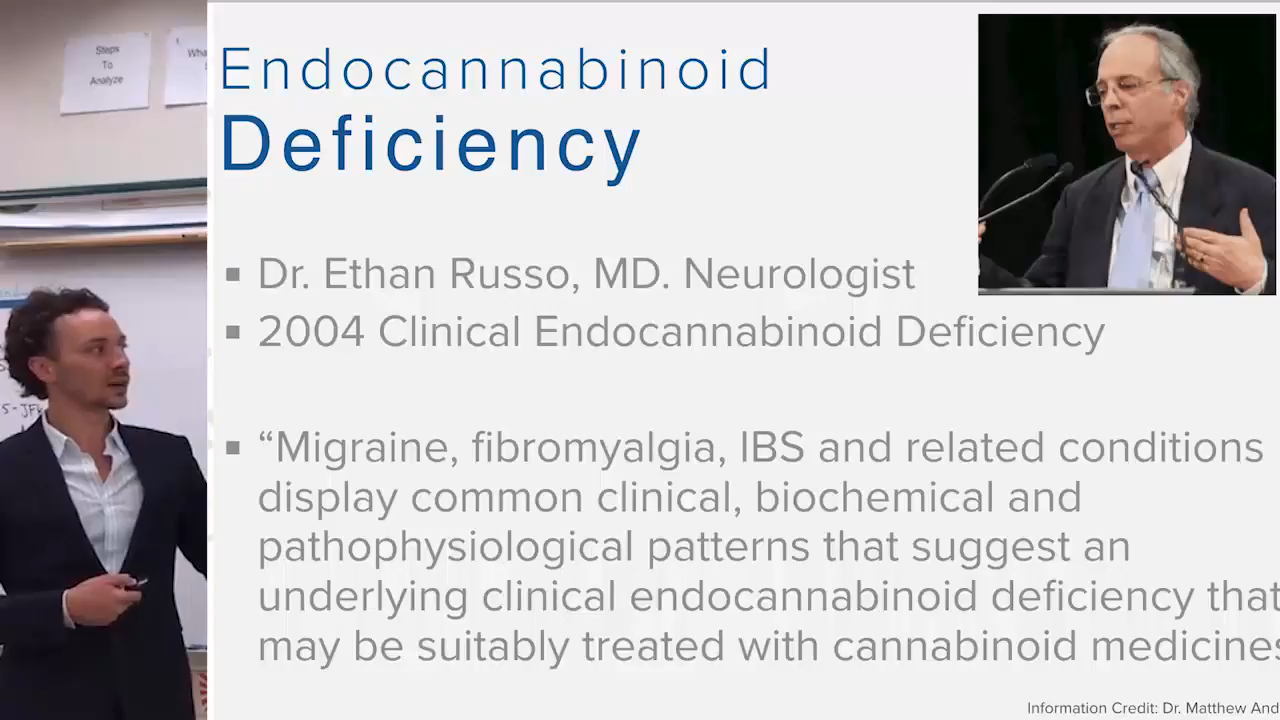 Steps
To
Analyze
Endocannabinoid
Deficiency
▪ Dr. Ethan Russo, MD. Neurologist
▪ 2004 Clinical Endocannabinoid Deficiency
▪ “Migraine, fibromyalgia, IBS and related conditions
display common clinical, biochemical and
pathophysiological patterns that suggest an
underlying clinical endocannabinoid deficiency that
may be suitably treated with cannabinoid medicines
Information Credit: Dr. Matthew And